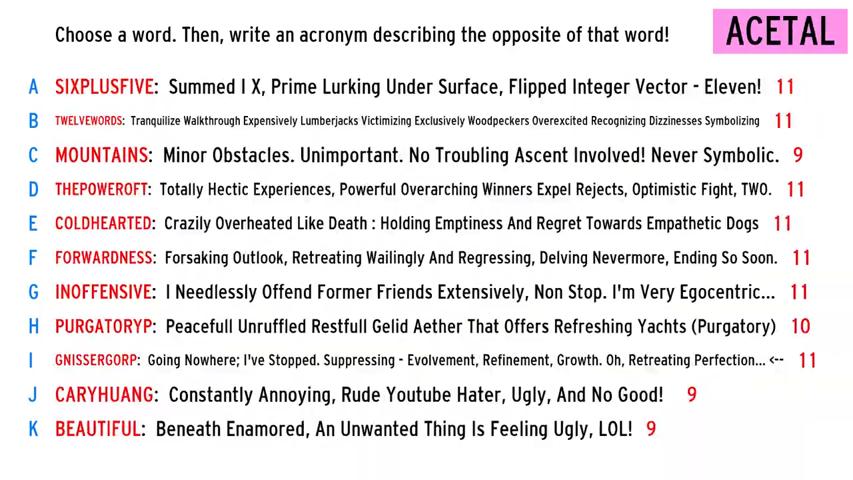 Choose a word. Then, write an acronym describing the opposite of that word! ACETAL
A SIXPLUSFIVE: Summed I X, Prime Lurking Under Surface, Flipped Integer Vector - Eleven! 11
B TWELVEWORDS: Tranquilize Walkthrough Expensively Lumberjacks Victimizing Exclusively Woodpeckers Overexcited Recognizing Dizzinesses Symbolizing 11
C MOUNTAINS: Minor Obstacles. Unimportant. No Troubling Ascent Involved! Never Symbolic. 9
D THEPOWEROFT: Totally Hectic Experiences, Powerful Overarching Winners Expel Rejects, Optimistic Fight, TWO. 11
E COLDHEARTED: Crazily Overheated Like Death : Holding Emptiness And Regret Towards Empathetic Dogs 11
F FORWARDNESS: Forsaking Outlook, Retreating Wailingly And Regressing, Delving Nevermore, Ending So Soon. 11
G INOFFENSIVE: I Needlessly Offend Former Friends Extensively, Non Stop. I'm Very Egocentric... 11
H PURGATORYP: Peacefull Unruffled Restfull Gelid Aether That Offers Refreshing Yachts (Purgatory) 10
I GNISSERGORP: Going Nowhere; I've Stopped. Suppressing - Evolvement, Refinement, Growth. Oh, Retreating Perfection... <-- 11
J CARYHUANG: Constantly Annoying, Rude Youtube Hater, Ugly, And No Good! 9
K BEAUTIFUL: Beneath Enamored, An Unwanted Thing Is Feeling Ugly, LOL! 9